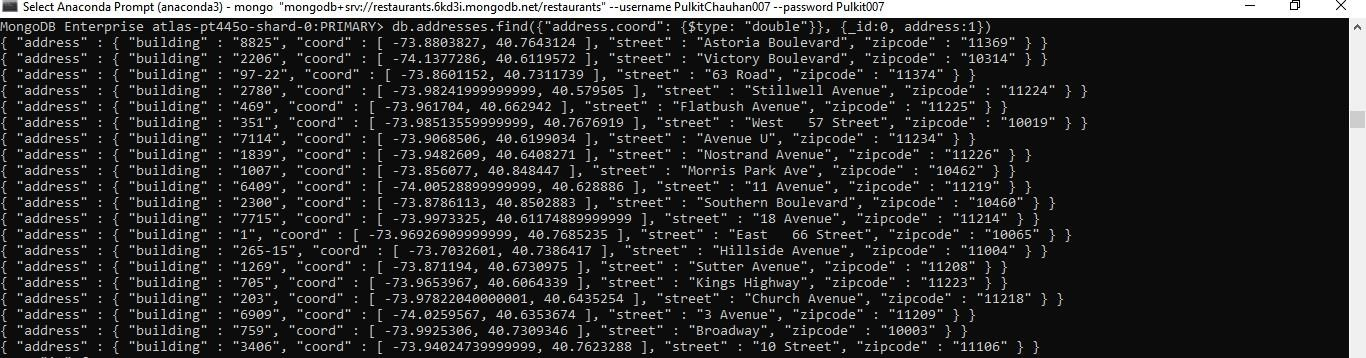 Select Anaconda Prompt (anaconda3) - mongo "mongodb+srv://restaurants.6kd3i.mongodb.net/restaurants" --username PulkitChauhan007 --password Pulkit007
MongoDB Enterprise atlas-pt445o-shard-0:PRIMARY> db.addresses.find({"address.coord": {$type: "double"}}, {_id:0, address:1})
{ "address" : { "building" : "8825", "coord" : [ -73.8803827, 40.7643124 ], "street" : "Astoria Boulevard", "zipcode" : "11369" } }
{ "address" : { "building" : "2206", "coord" : [ -74.1377286, 40.6119572 ], "street" : "Victory Boulevard", "zipcode" : "10314" } }
{ "address" : { "building" : "97-22", "coord" : [ -73.8601152, 40.7311739 ], "street" : "63 Road", "zipcode" : "11374" } }
{ "address" : { "building" : "2780", "coord" : [ -73.98241999999999, 40.579505 ], "street" : "Stillwell Avenue", "zipcode" : "11224" } }
{ "address" : { "building" : "469", "coord" : [ -73.961704, 40.662942 ], "street" : "Flatbush Avenue", "zipcode" : "11225" } }
{ "address" : { "building" : "351", "coord" : [ -73.98513559999999, 40.7676919 ], "street" : "West   57 Street", "zipcode" : "10019" } }
{ "address" : { "building" : "7114", "coord" : [ -73.9068506, 40.6199034 ], "street" : "Avenue U", "zipcode" : "11234" } }
{ "address" : { "building" : "1839", "coord" : [ -73.9482609, 40.6408271 ], "street" : "Nostrand Avenue", "zipcode" : "11226" } }
{ "address" : { "building" : "1007", "coord" : [ -73.856077, 40.848447 ], "street" : "Morris Park Ave", "zipcode" : "10462" } }
{ "address" : { "building" : "6409", "coord" : [ -74.00528899999999, 40.628886 ], "street" : "11 Avenue", "zipcode" : "11219" } }
{ "address" : { "building" : "2300", "coord" : [ -73.8786113, 40.8502883 ], "street" : "Southern Boulevard", "zipcode" : "10460" } }
{ "address" : { "building" : "7715", "coord" : [ -73.9973325, 40.61174889999999 ], "street" : "18 Avenue", "zipcode" : "11214" } }
{ "address" : { "building" : "1", "coord" : [ -73.96926909999999, 40.7685235 ], "street" : "East   66 Street", "zipcode" : "10065" } }
{ "address" : { "building" : "265-15", "coord" : [ -73.7032601, 40.7386417 ], "street" : "Hillside Avenue", "zipcode" : "11004" } }
{ "address" : { "building" : "1269", "coord" : [ -73.871194, 40.6730975 ], "street" : "Sutter Avenue", "zipcode" : "11208" } }
{ "address" : { "building" : "705", "coord" : [ -73.9653967, 40.6064339 ], "street" : "Kings Highway", "zipcode" : "11223" } }
{ "address" : { "building" : "203", "coord" : [ -73.97822040000001, 40.6435254 ], "street" : "Church Avenue", "zipcode" : "11218" } }
{ "address" : { "building" : "6909", "coord" : [ -74.0259567, 40.6353674 ], "street" : "3 Avenue", "zipcode" : "11209" } }
{ "address" : { "building" : "759", "coord" : [ -73.9925306, 40.7309346 ], "street" : "Broadway", "zipcode" : "10003" } }
{ "address" : { "building" : "3406", "coord" : [ -73.94024739999999, 40.7623288 ], "street" : "10 Street", "zipcode" : "11106" } }